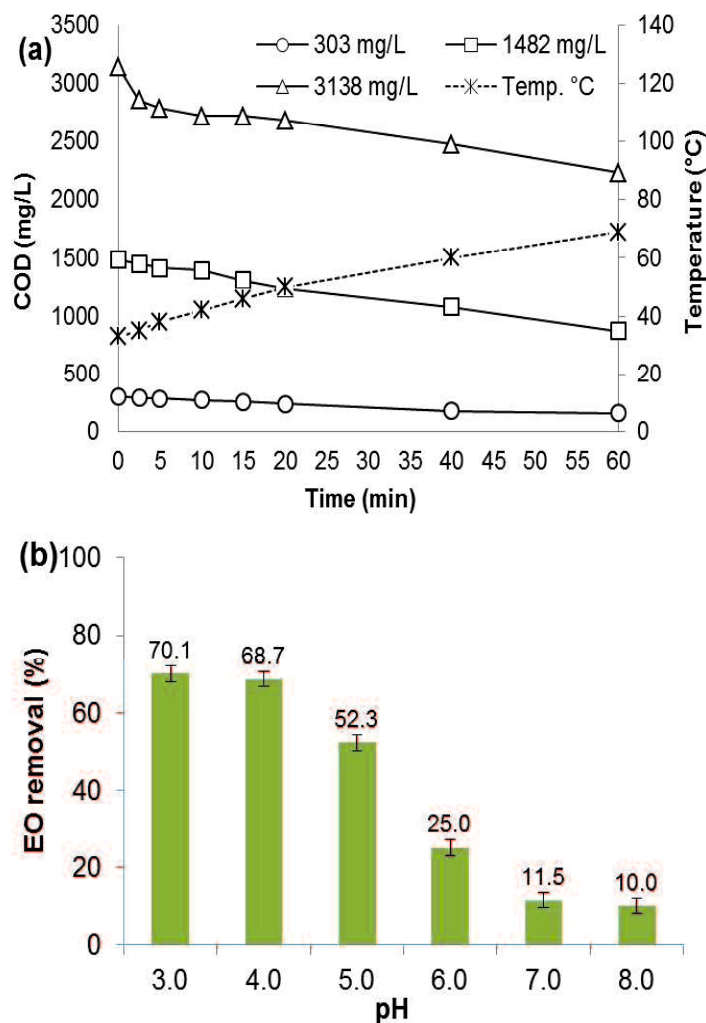 (a)
303 mg/L
1482 mg/L
3138 mg/L
Temp. °C
COD (mg/L)
3500
3000
2500
2000
1500
1000
500
0
Temperature (°C)
140
120
100
80
60
40
20
0
0 5 10 15 20 25 30 35 40 45 50 55 60
Time (min)
(b)
EO removal (%)
100
80
60
40
20
0
70.1
68.7
52.3
25.0
11.5
10.0
3.0 4.0 5.0 6.0 7.0 8.0
pH